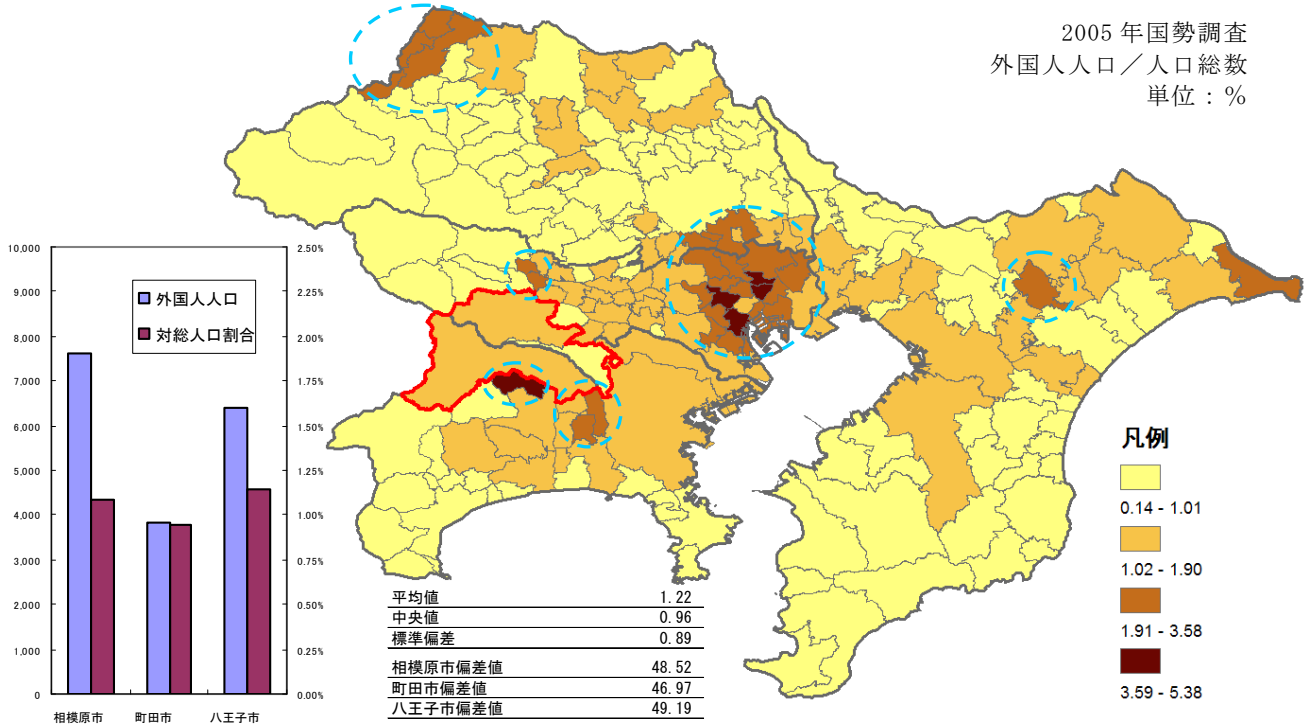 2005年国勢調査
外国人人口／人口総数
単位：%
10,000
9,000
8,000
7,000
6,000
5,000
4,000
3,000
2,000
1,000
0
2.50%
2.25%
2.00%
1.75%
1.50%
1.25%
1.00%
0.75%
0.50%
0.25%
0.00%
外国人人口
対総人口割合
相模原市 町田市 八王子市
平均値 1.22
中央値 0.96
標準偏差 0.89
相模原市偏差値 48.52
町田市偏差値 46.97
八王子市偏差値 49.19
凡例
0.14 - 1.01
1.02 - 1.90
1.91 - 3.58
3.59 - 5.38